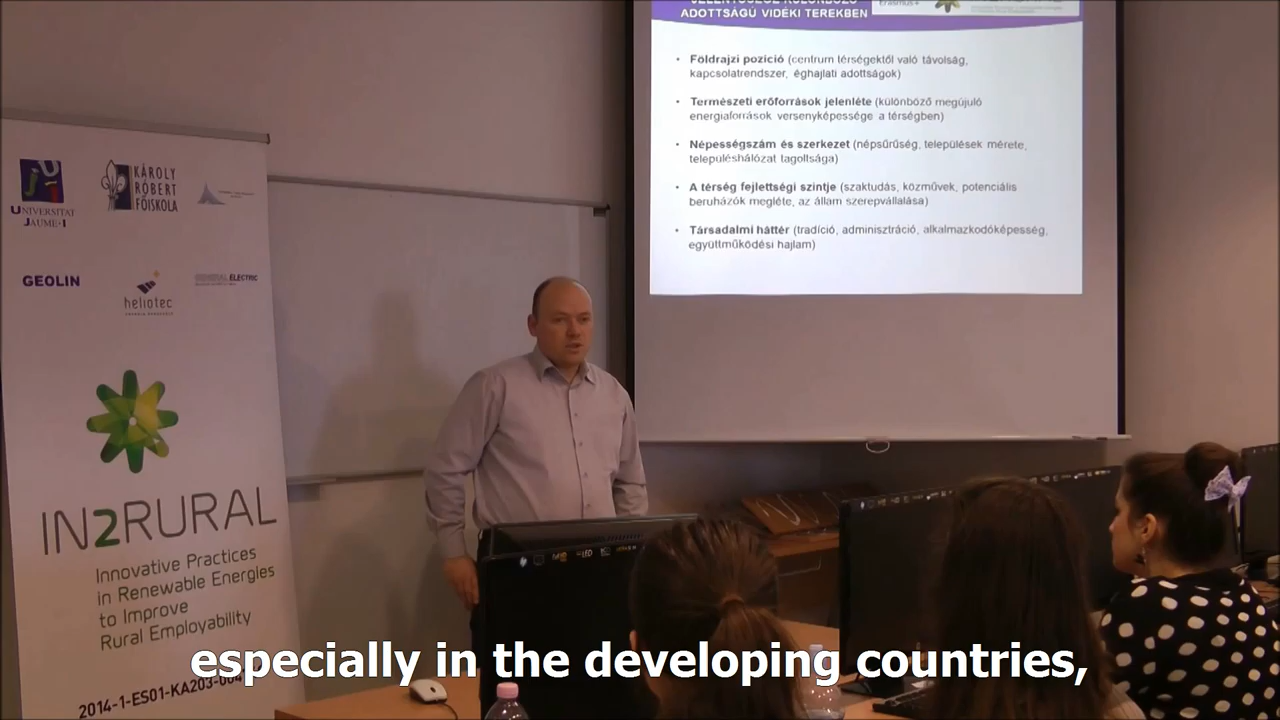 ADOTTSÁGÚ VIDÉKI TEREKBEN
Erasmus+
• Földrajzi pozíció (centrum térségektől való távolság,
kapcsolatrendszer, éghajlati adottságok)
• Természeti erőforrások jelenléte (különböző megújuló
energiaforrások versenyképessége a térségben)
• Népességszám és szerkezet (népsűrűség, települések mérete,
településhálózat tagoltsága)
• A térség fejlettségi szintje (szaktudás, közművek, potenciális
beruházók megléte, az állam szerepvállalása)
• Társadalmi háttér (tradíció, adminisztráció, alkalmazkodóképesség,
együttműködési hajlam)
UNIVERSITAT
JAUME·I
KÁROLY
RÓBERT
FŐISKOLA
GEOLIN
heliotec
GENERAL ELECTRIC
IN2RURAL
Innovative Practices
in Renewable Energies
to Improve
Rural Employability
2014-1-ES01-KA203-004
especially in the developing countries,